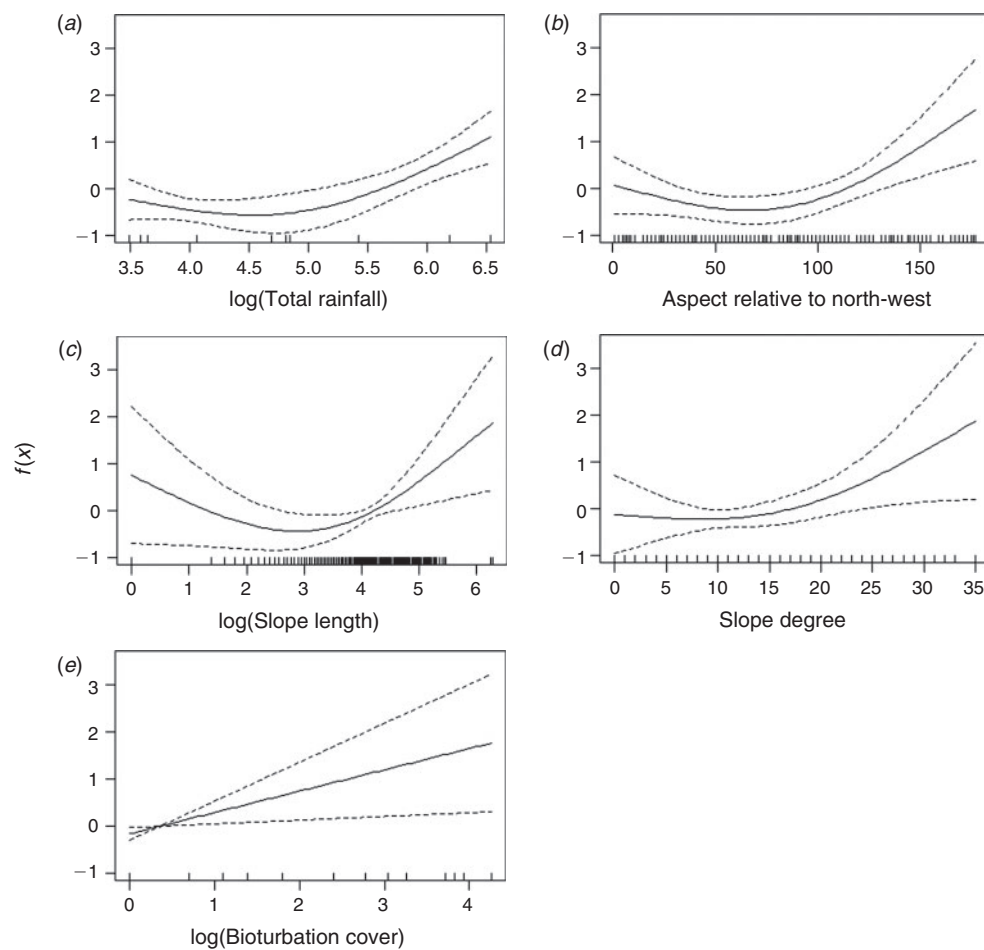 (a)
3
2
1
0
−1
3.5 4.0 4.5 5.0 5.5 6.0 6.5
log(Total rainfall)
(b)
3
2
1
0
−1
0 50 100 150
Aspect relative to north-west
(c)
3
2
1
0
−1
0 1 2 3 4 5 6
log(Slope length)
(d)
3
2
1
0
−1
0 5 10 15 20 25 30 35
Slope degree
f(x)
(e)
3
2
1
0
−1
0 1 2 3 4
log(Bioturbation cover)